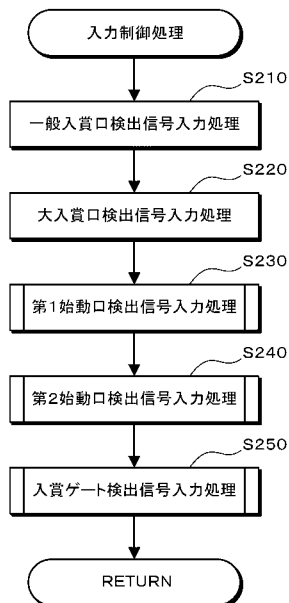 入力制御処理
S210
一般入賞口検出信号入力処理
S220
大入賞口検出信号入力処理
S230
第1始動口検出信号入力処理
S240
第2始動口検出信号入力処理
S250
入賞ゲート検出信号入力処理
RETURN